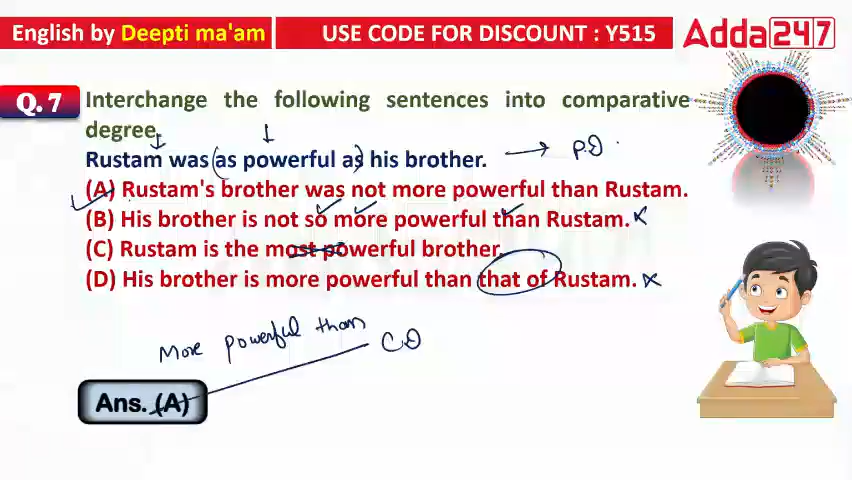 English by Deepti ma'am
USE CODE FOR DISCOUNT : Y515
Adda247
Q. 7
Interchange the following sentences into comparative
degree.
Rustam was (as powerful as) his brother. → P.D.
(A) Rustam's brother was not more powerful than Rustam.
(B) His brother is not so more powerful than Rustam. ×
(C) Rustam is the most powerful brother.
(D) His brother is more powerful than that of Rustam. ×
More powerful than
C.D
Ans. (A)